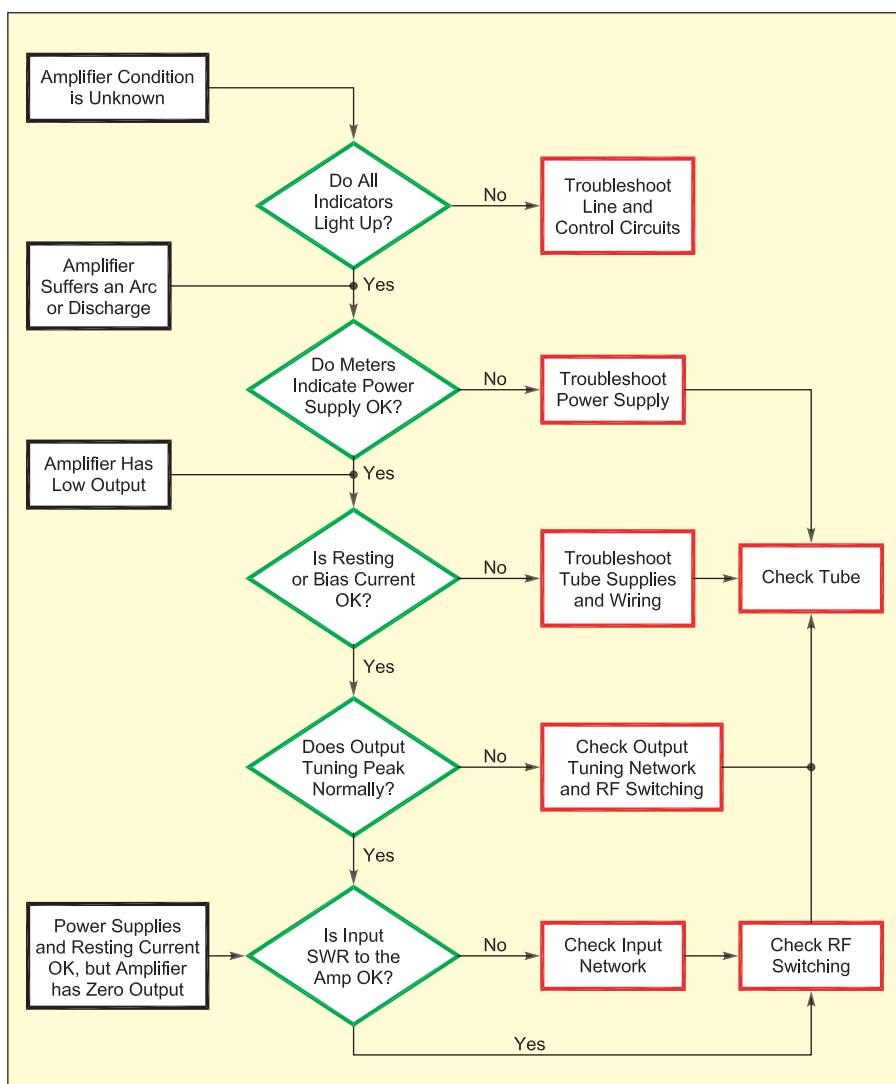 Amplifier Condition
is Unknown
Do All
Indicators
Light Up?
No
Troubleshoot
Line and
Control Circuits
Amplifier
Suffers an Arc
or Discharge
Yes
Do Meters
Indicate Power
Supply OK?
No
Troubleshoot
Power Supply
Amplifier Has
Low Output
Yes
Is Resting
or Bias Current
OK?
No
Troubleshoot
Tube Supplies
and Wiring
Check Tube
Yes
Does Output
Tuning Peak
Normally?
No
Check Output
Tuning Network
and RF Switching
Yes
Power Supplies
and Resting Current
OK, but Amplifier
has Zero Output
Is Input
SWR to the
Amp OK?
No
Check Input
Network
Check RF
Switching
Yes